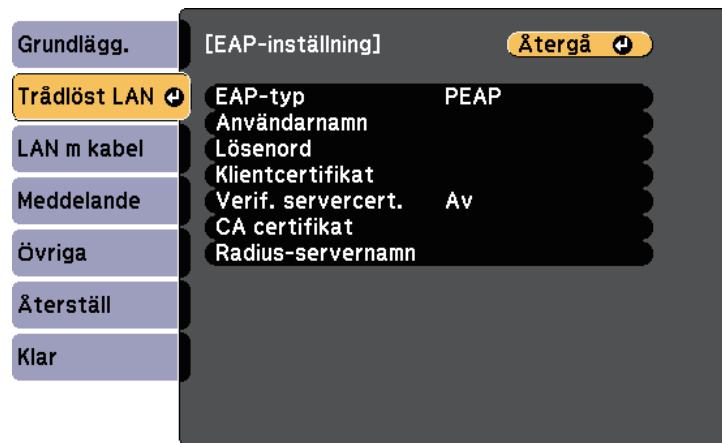 Grundlägg.
Trådlöst LAN
LAN m kabel
Meddelande
Övriga
Återställ
Klar
[EAP-inställning]
Återgå
EAP-typ PEAP
Användarnamn
Lösenord
Klientcertifikat
Verif. servercert. Av
CA certifikat
Radius-servernamn